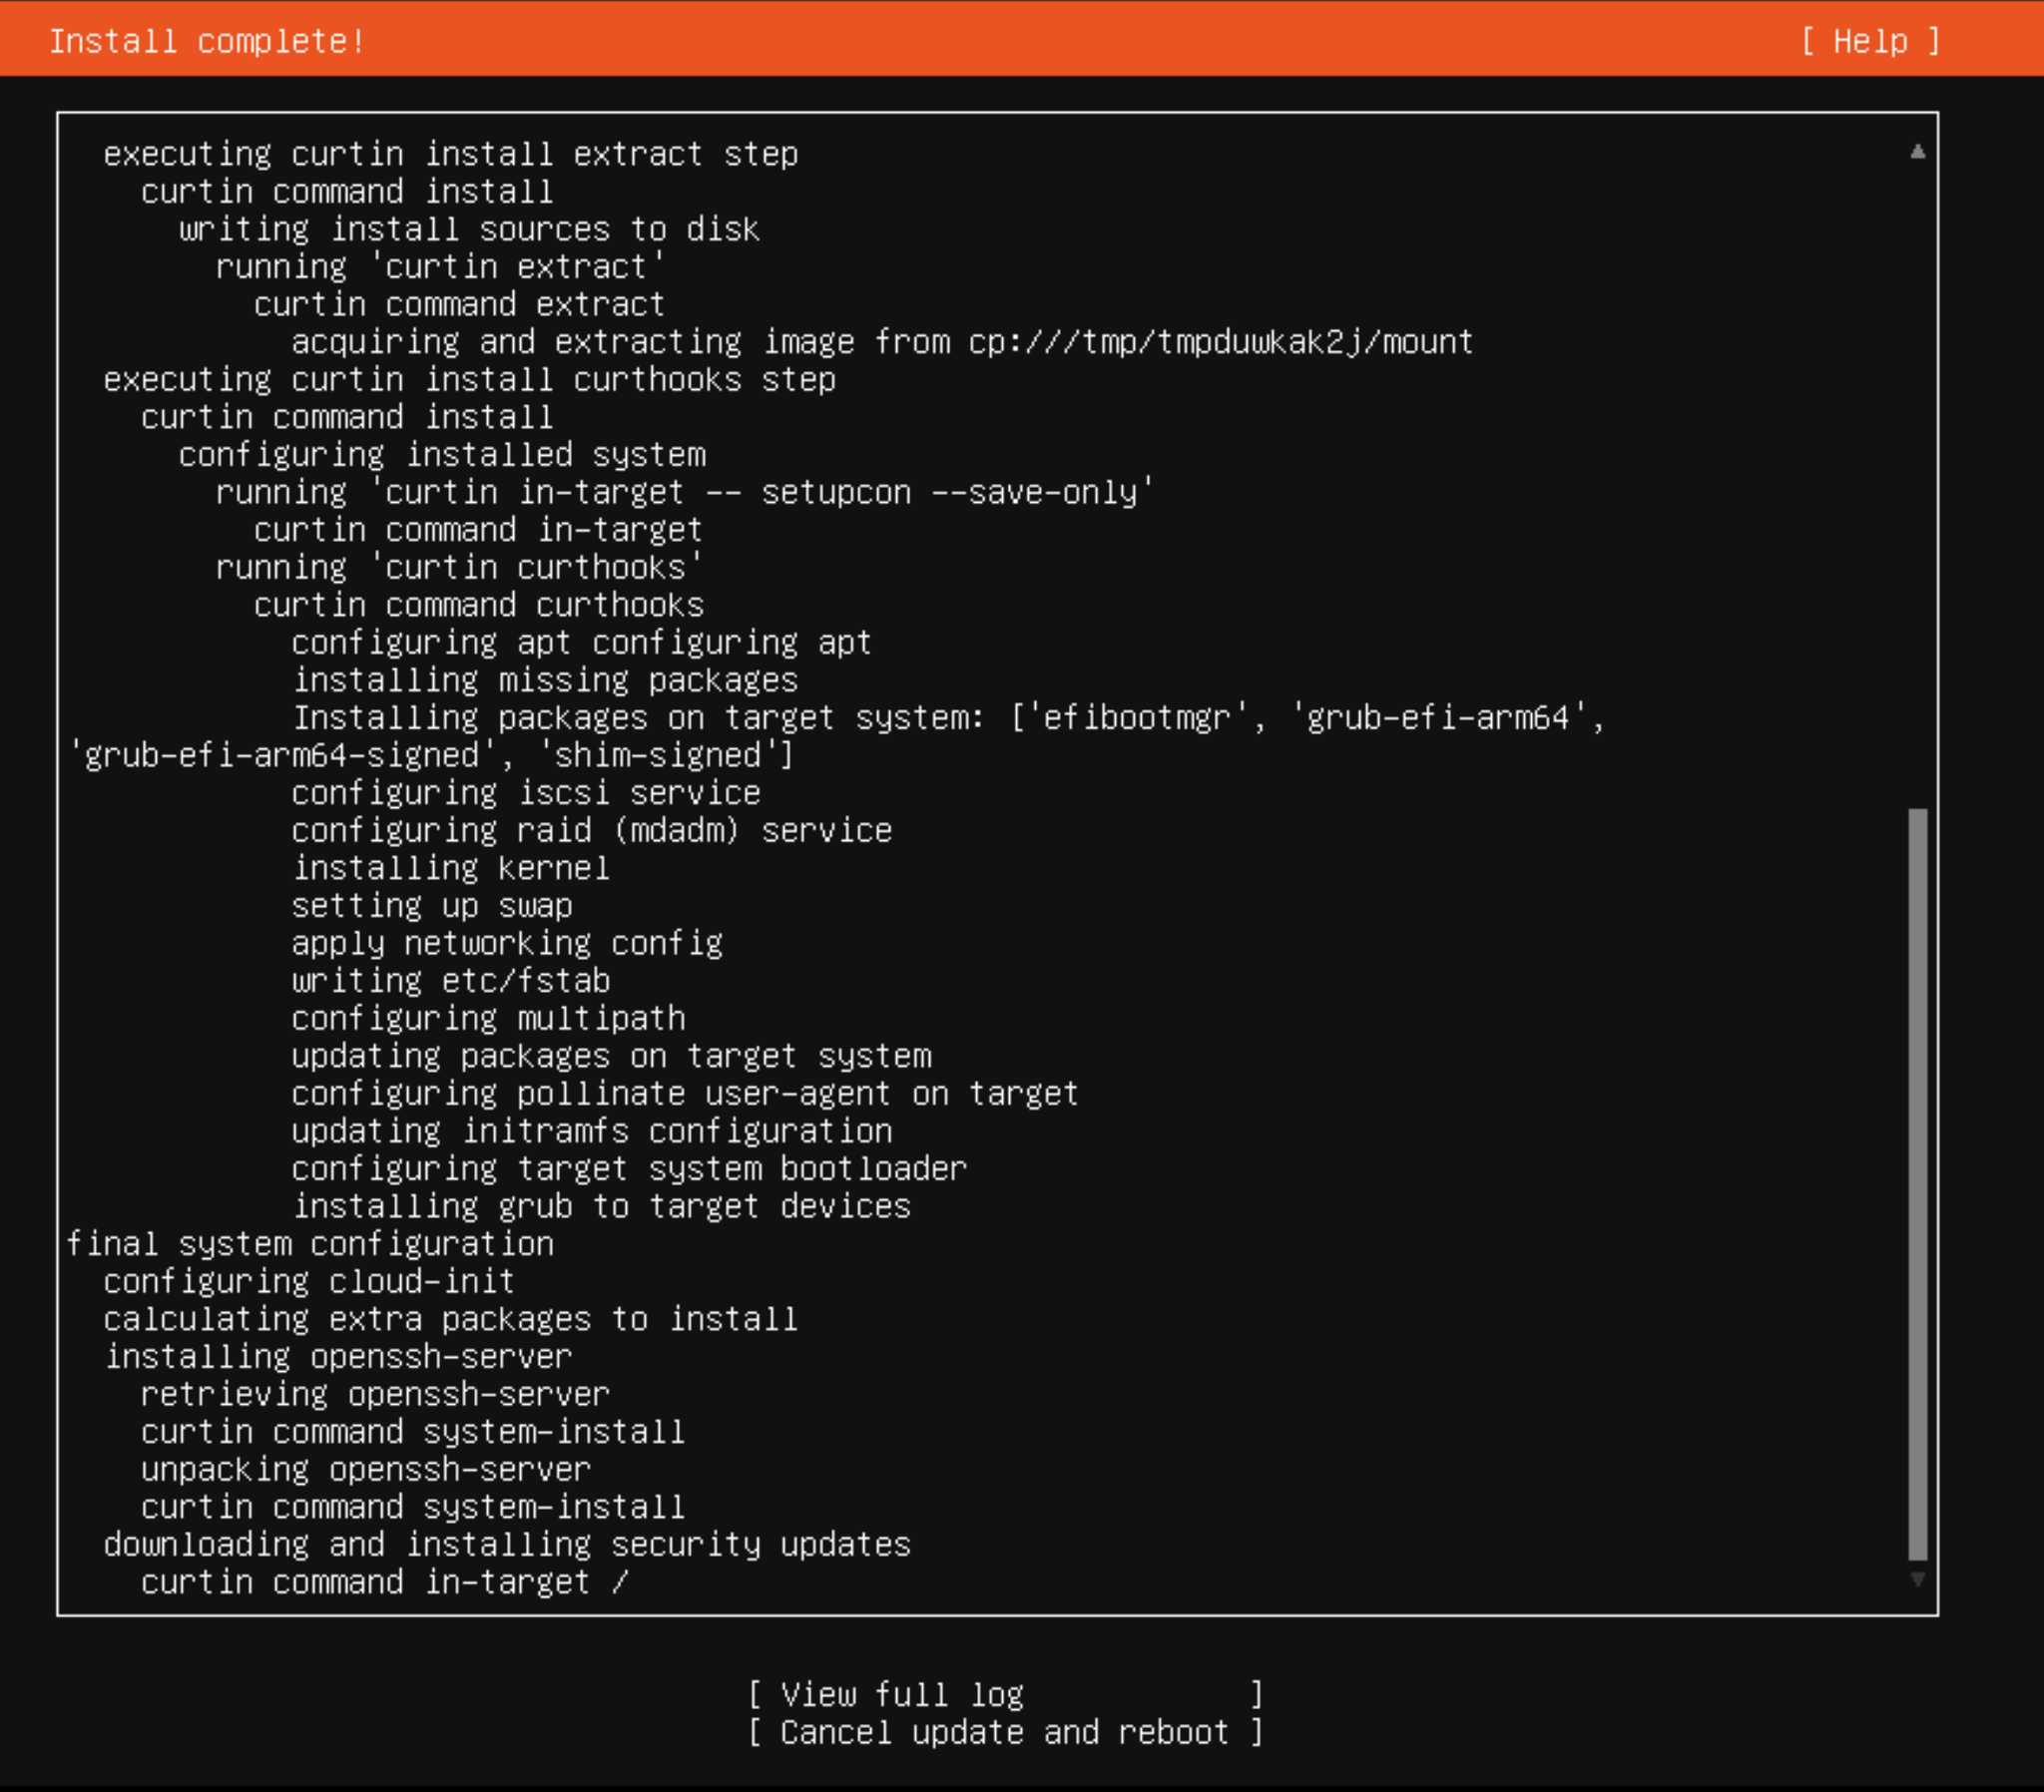 Install complete!
[ Help ]
executing curtin install extract step
curtin command install
writing install sources to disk
running 'curtin extract'
curtin command extract
acquiring and extracting image from cp:///tmp/tmpduwkak2j/mount
executing curtin install curthooks step
curtin command install
configuring installed system
running 'curtin in-target -- setupcon --save-only'
curtin command in-target
running 'curtin curthooks'
curtin command curthooks
configuring apt configuring apt
installing missing packages
Installing packages on target system: ['efibootmgr', 'grub-efi-arm64',
'grub-efi-arm64-signed', 'shim-signed']
configuring iscsi service
configuring raid (mdadm) service
installing kernel
setting up swap
apply networking config
writing etc/fstab
configuring multipath
updating packages on target system
configuring pollinate user-agent on target
updating initramfs configuration
configuring target system bootloader
installing grub to target devices
final system configuration
configuring cloud-init
calculating extra packages to install
installing openssh-server
retrieving openssh-server
curtin command system-install
unpacking openssh-server
curtin command system-install
downloading and installing security updates
curtin command in-target /
[ View full log ]
[ Cancel update and reboot ]